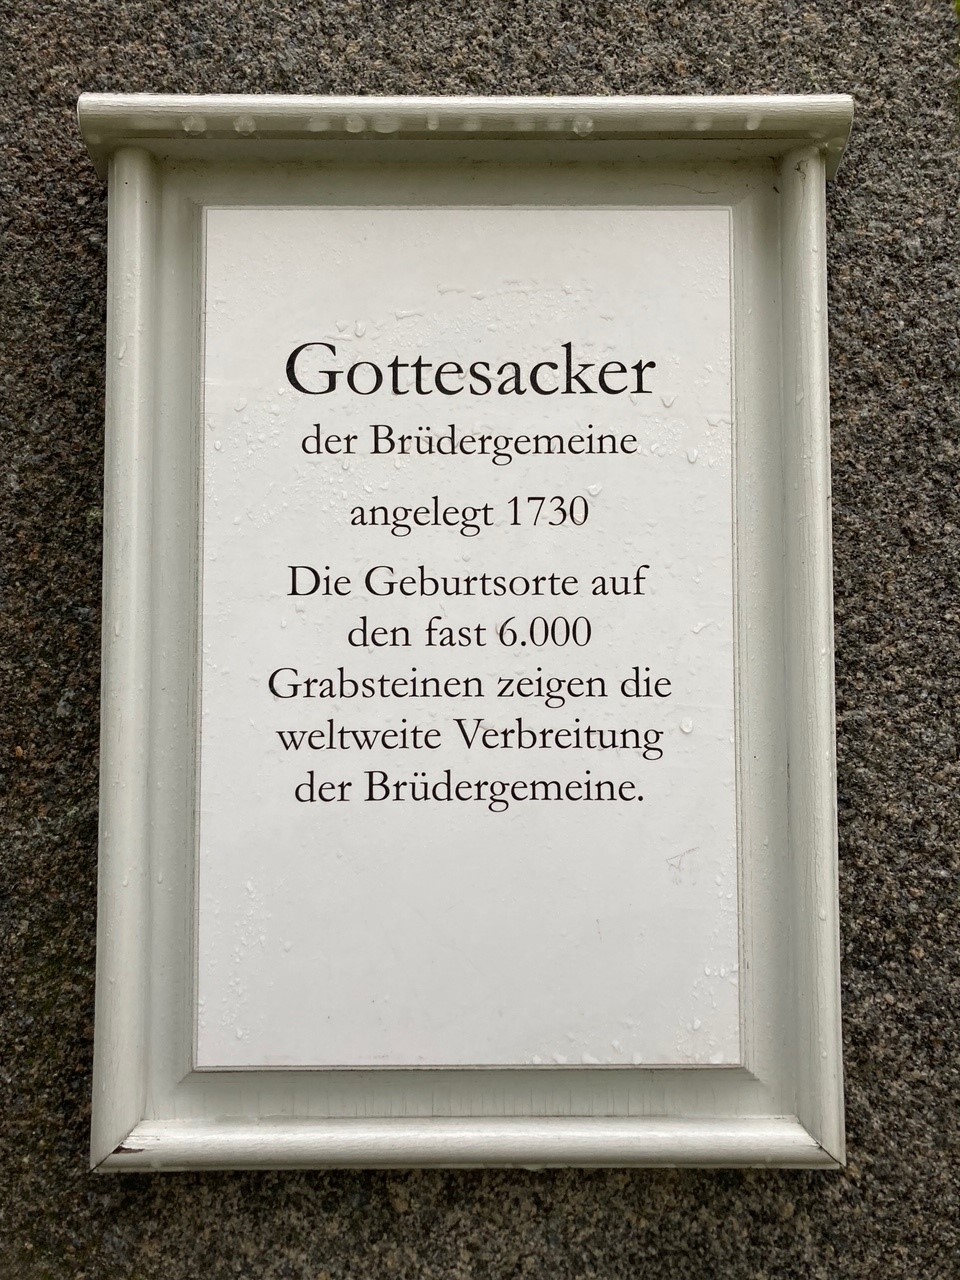 Gottesacker
der Brüdergemeine
angelegt 1730
Die Geburtsorte auf
den fast 6.000
Grabsteinen zeigen die
weltweite Verbreitung
der Brüdergemeine.